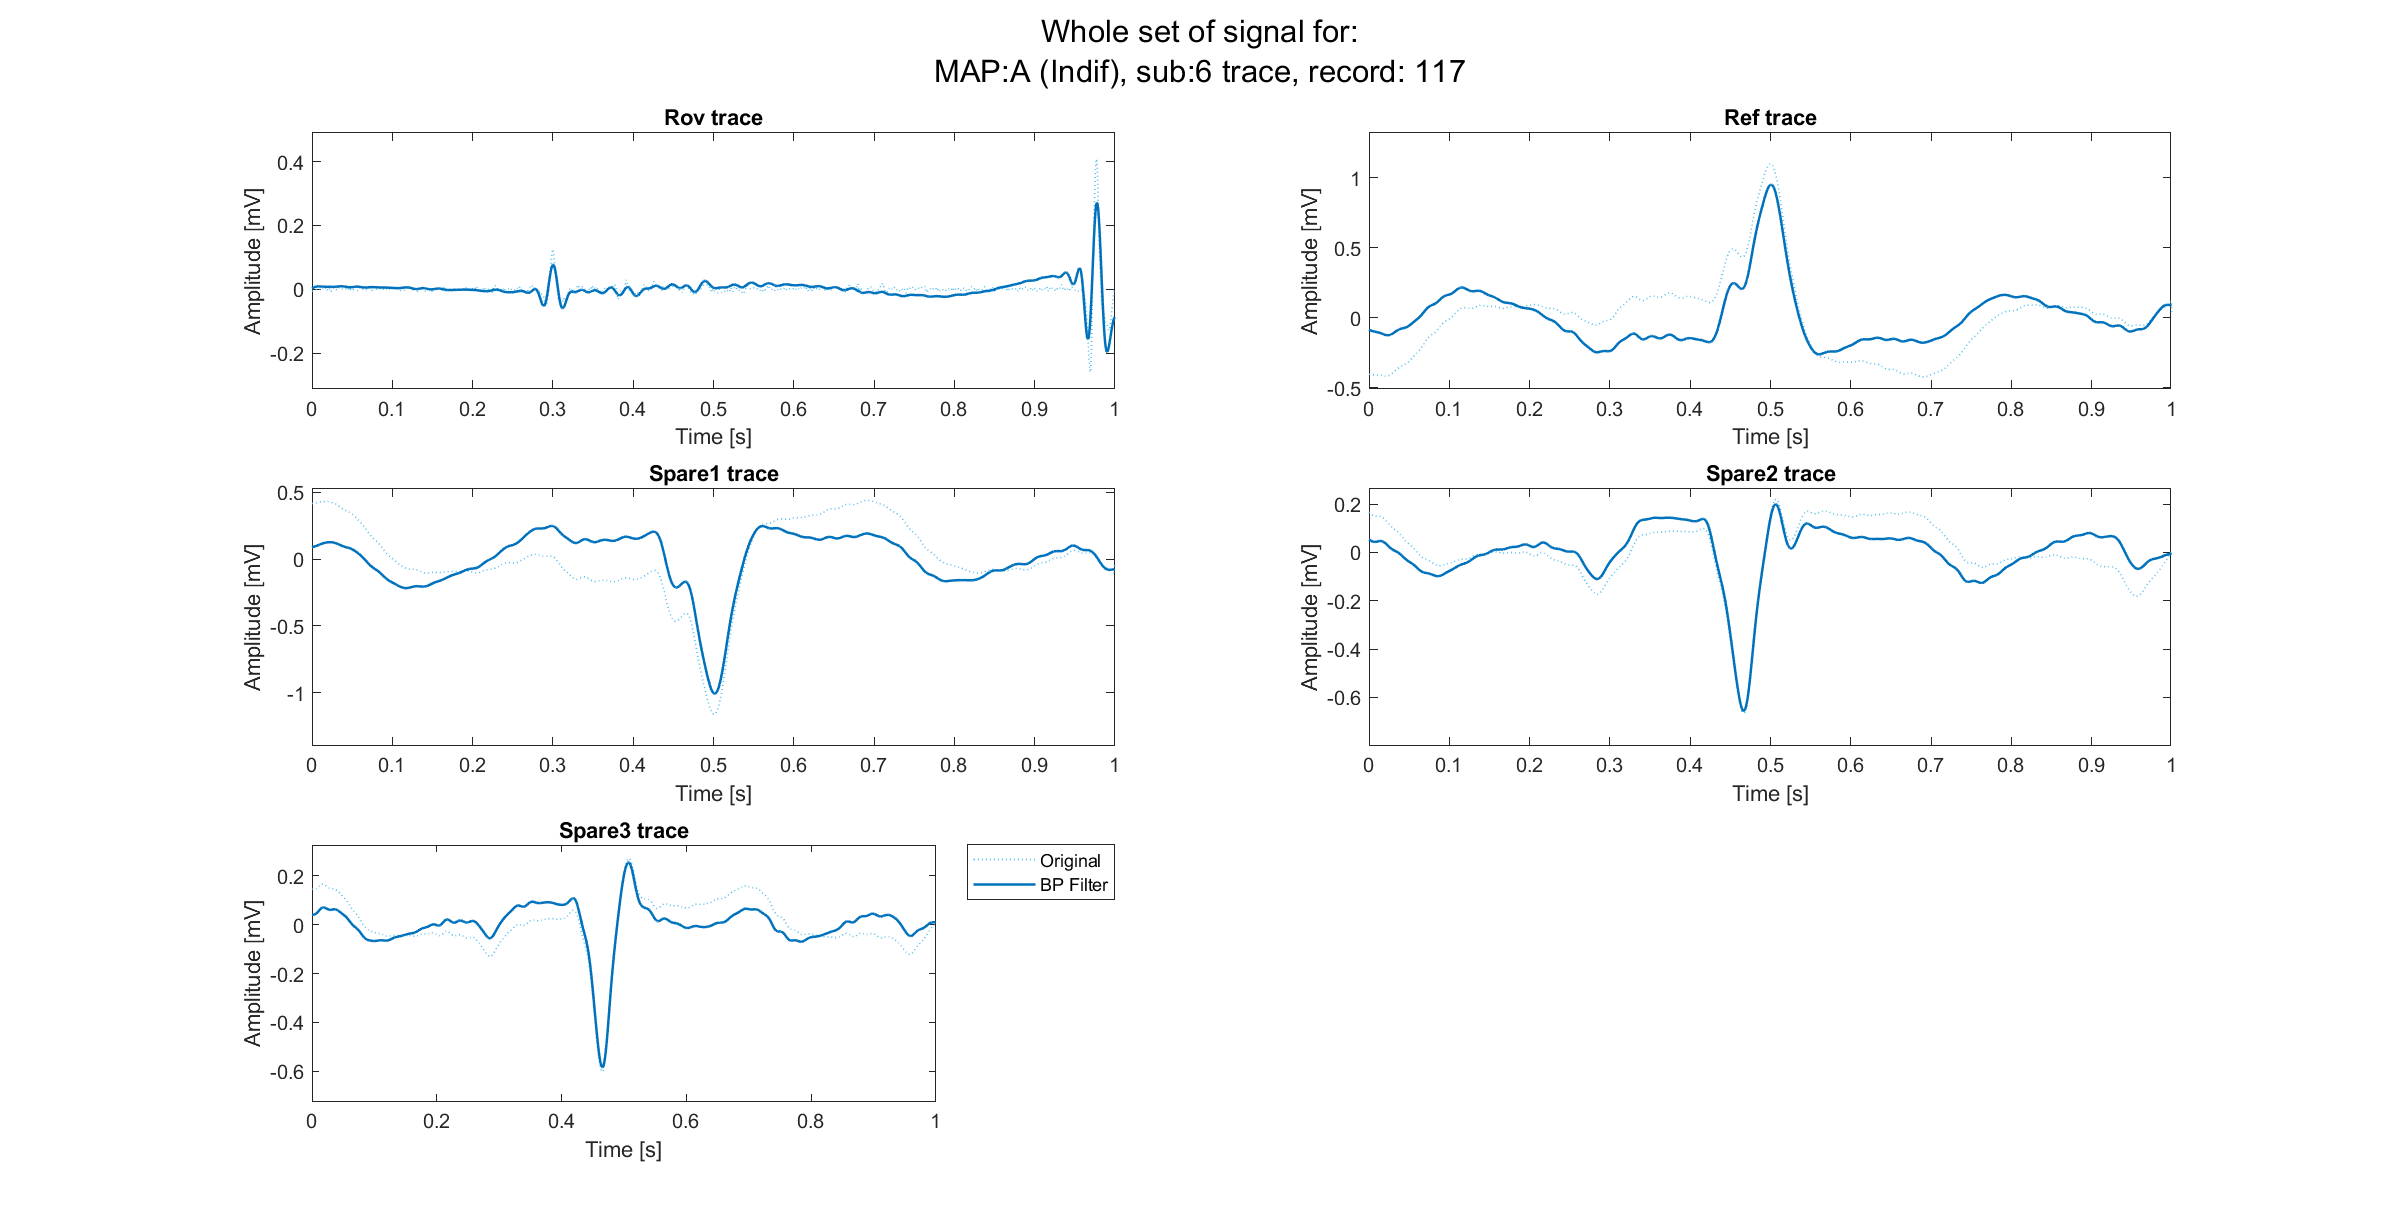 Whole set of signal for:
MAP:A (Indif), sub:6 trace, record: 117
Rov trace
Amplitude [mV]
0.4
0.2
0
-0.2
0 0.1 0.2 0.3 0.4 0.5 0.6 0.7 0.8 0.9 1
Time [s]
Ref trace
Amplitude [mV]
1
0.5
0
-0.5
0 0.1 0.2 0.3 0.4 0.5 0.6 0.7 0.8 0.9 1
Time [s]
Spare1 trace
Amplitude [mV]
0.5
0
-0.5
-1
0 0.1 0.2 0.3 0.4 0.5 0.6 0.7 0.8 0.9 1
Time [s]
Spare2 trace
Amplitude [mV]
0.2
0
-0.2
-0.4
-0.6
0 0.1 0.2 0.3 0.4 0.5 0.6 0.7 0.8 0.9 1
Time [s]
Spare3 trace
Amplitude [mV]
0.2
0
-0.2
-0.4
-0.6
0 0.2 0.4 0.6 0.8 1
Time [s]
Original
BP Filter